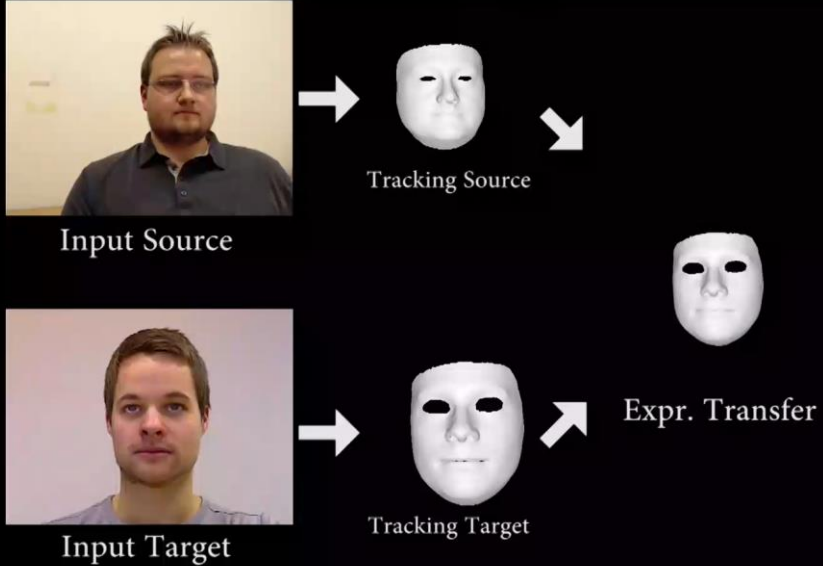 Tracking Source
Input Source
Expr. Transfer
Tracking Target
Input Target